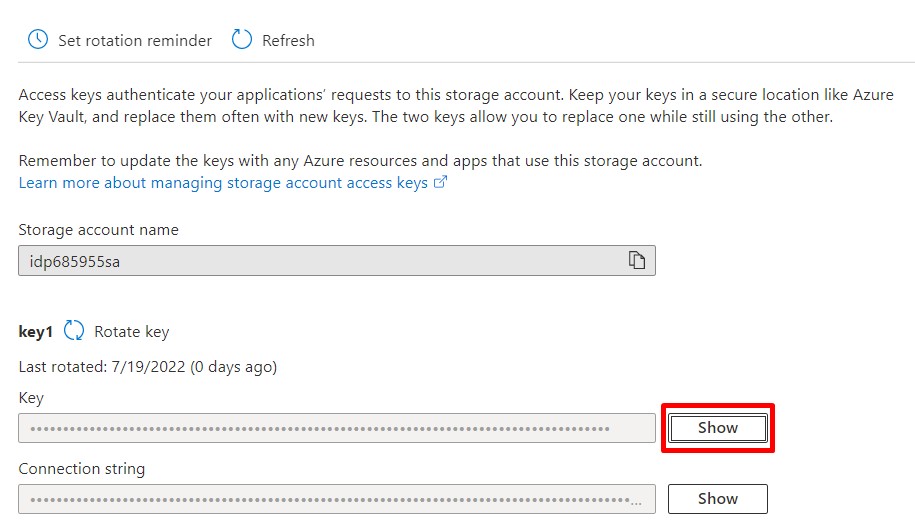 Set rotation reminder Refresh
Access keys authenticate your applications’ requests to this storage account. Keep your keys in a secure location like Azure
Key Vault, and replace them often with new keys. The two keys allow you to replace one while still using the other.
Remember to update the keys with any Azure resources and apps that use this storage account.
Learn more about managing storage account access keys
Storage account name
idp685955sa
key1 Rotate key
Last rotated: 7/19/2022 (0 days ago)
Key
Show
Connection string
... Show